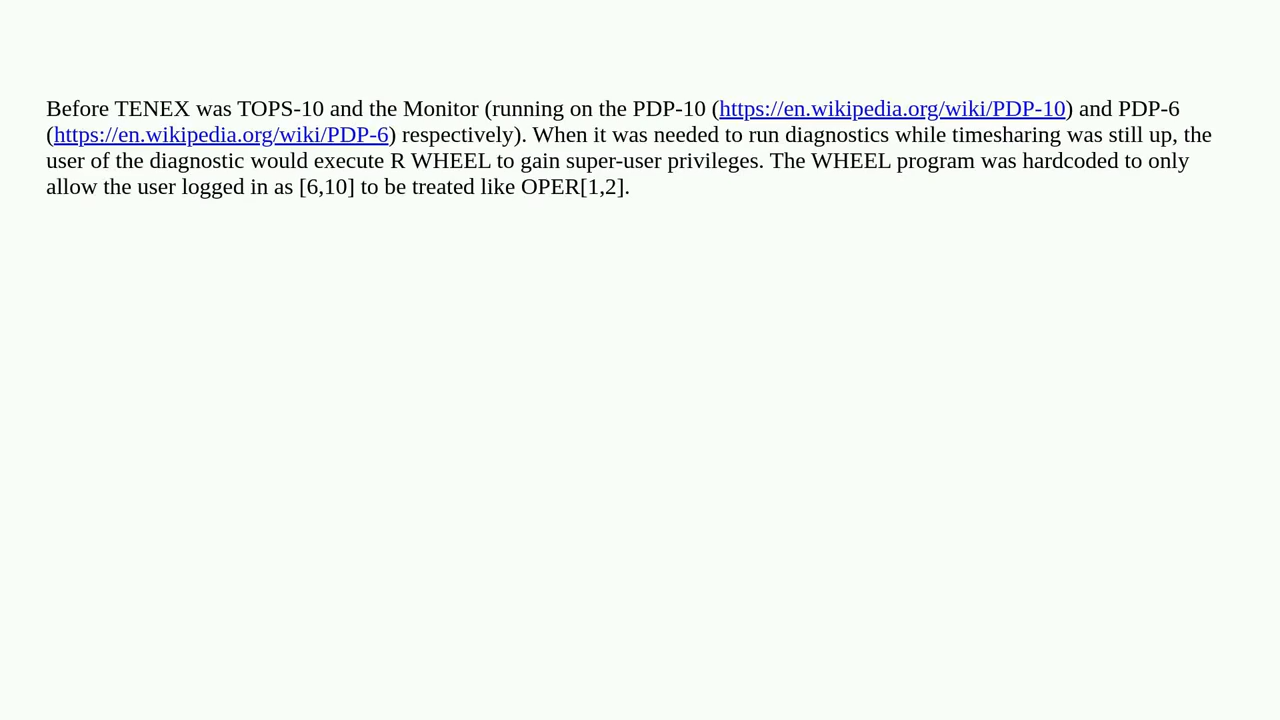 Before TENEX was TOPS-10 and the Monitor (running on the PDP-10 (https://en.wikipedia.org/wiki/PDP-10) and PDP-6
(https://en.wikipedia.org/wiki/PDP-6) respectively). When it was needed to run diagnostics while timesharing was still up, the
user of the diagnostic would execute R WHEEL to gain super-user privileges. The WHEEL program was hardcoded to only
allow the user logged in as [6,10] to be treated like OPER[1,2].